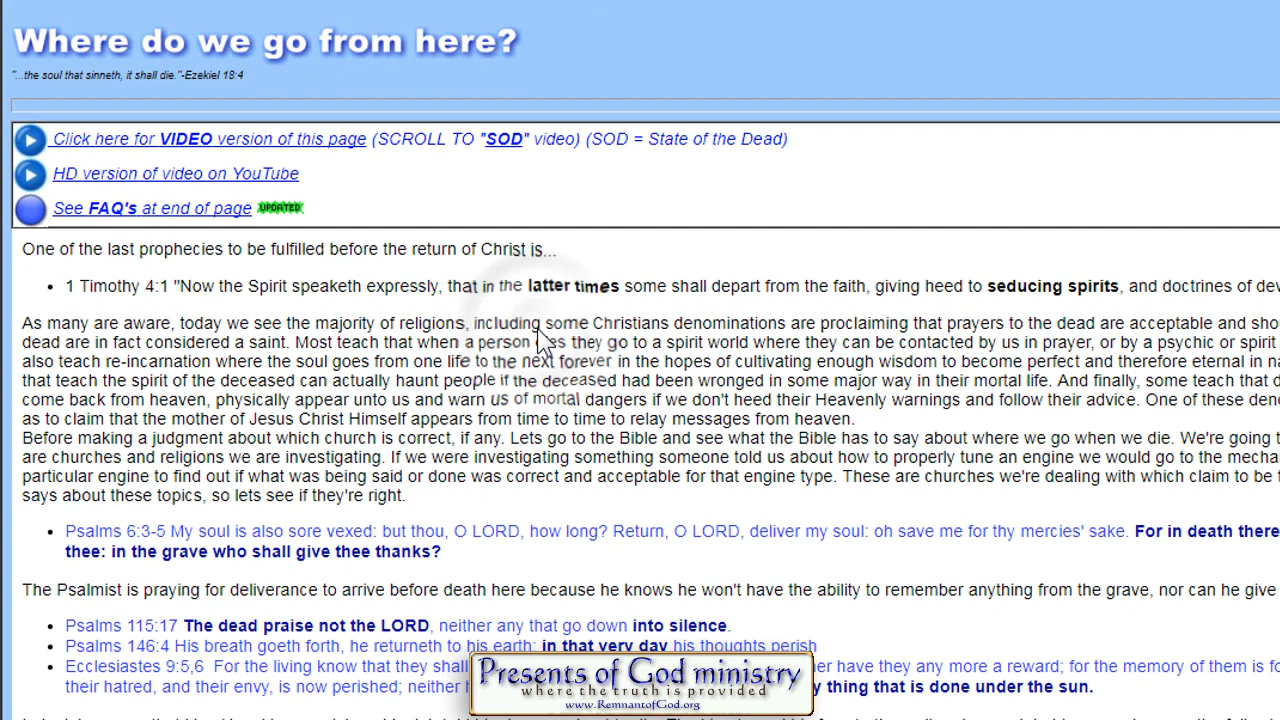 Where do we go from here?
"...the soul that sinneth, it shall die."-Ezekiel 18:4
Click here for VIDEO version of this page (SCROLL TO "SOD" video) (SOD = State of the Dead)
HD version of video on YouTube
See FAQ's at end of page UPDATED
One of the last prophecies to be fulfilled before the return of Christ is...
• 1 Timothy 4:1 "Now the Spirit speaketh expressly, that in the latter times some shall depart from the faith, giving heed to seducing spirits, and doctrines of
As many are aware, today we see the majority of religions, including some Christians denominations are proclaiming that prayers to the dead are acceptable and
dead are in fact considered a saint. Most teach that when a person they go to a spirit world where they can be contacted by us in prayer, or by a psychic or spirit
also teach re-incarnation where the soul goes from one life to the next forever in the hopes of cultivating enough wisdom to become perfect and therefore eternal in
that teach the spirit of the deceased can actually haunt people if the deceased had been wronged in some major way in their mortal life. And finally, some teach that
come back from heaven, physically appear unto us and warn us of mortal dangers if we don't heed their Heavenly warnings and follow their advice. One of these
as to claim that the mother of Jesus Christ Himself appears from time to time to relay messages from heaven.
Before making a judgment about which church is correct, if any. Lets go to the Bible and see what the Bible has to say about where we go when we die. We're going
are churches and religions we are investigating. If we were investigating something someone told us about how to properly tune an engine we would go to the
particular engine to find out if what was being said or done was correct and acceptable for that engine type. These are churches we're dealing with which claim to be
says about these topics, so lets see if they're right.
• Psalms 6:3-5 My soul is also sore vexed: but thou, O LORD, how long? Return, O LORD, deliver my soul: oh save me for thy mercies' sake. For in death there
thee: in the grave who shall give thee thanks?
The Psalmist is praying for deliverance to arrive before death here because he knows he won't have the ability to remember anything from the grave, nor can he give
• Psalms 115:17 The dead praise not the LORD, neither any that go down into silence.
• Psalms 146:4 His breath goeth forth, he returneth to his earth; in that very day his thoughts perish
• Ecclesiastes 9:5,6 For the living know that they shall have they any more a reward; for the memory of them is
their hatred, and their envy, is now perished; neither thing that is done under the sun.
Presents of God ministry
where the truth is provided
www.RemnantofGod.org